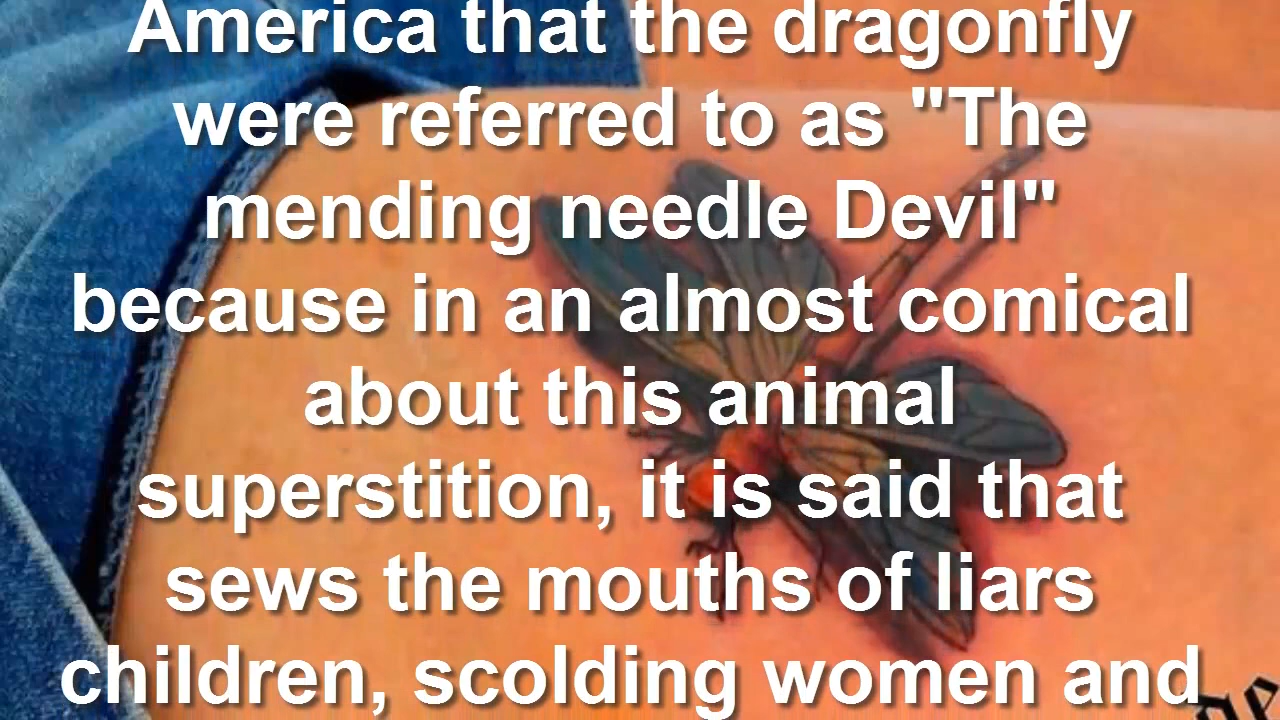 America that the dragonfly
were referred to as "The
mending needle Devil"
because in an almost comical
about this animal
superstition, it is said that
sews the mouths of liars
children, scolding women and